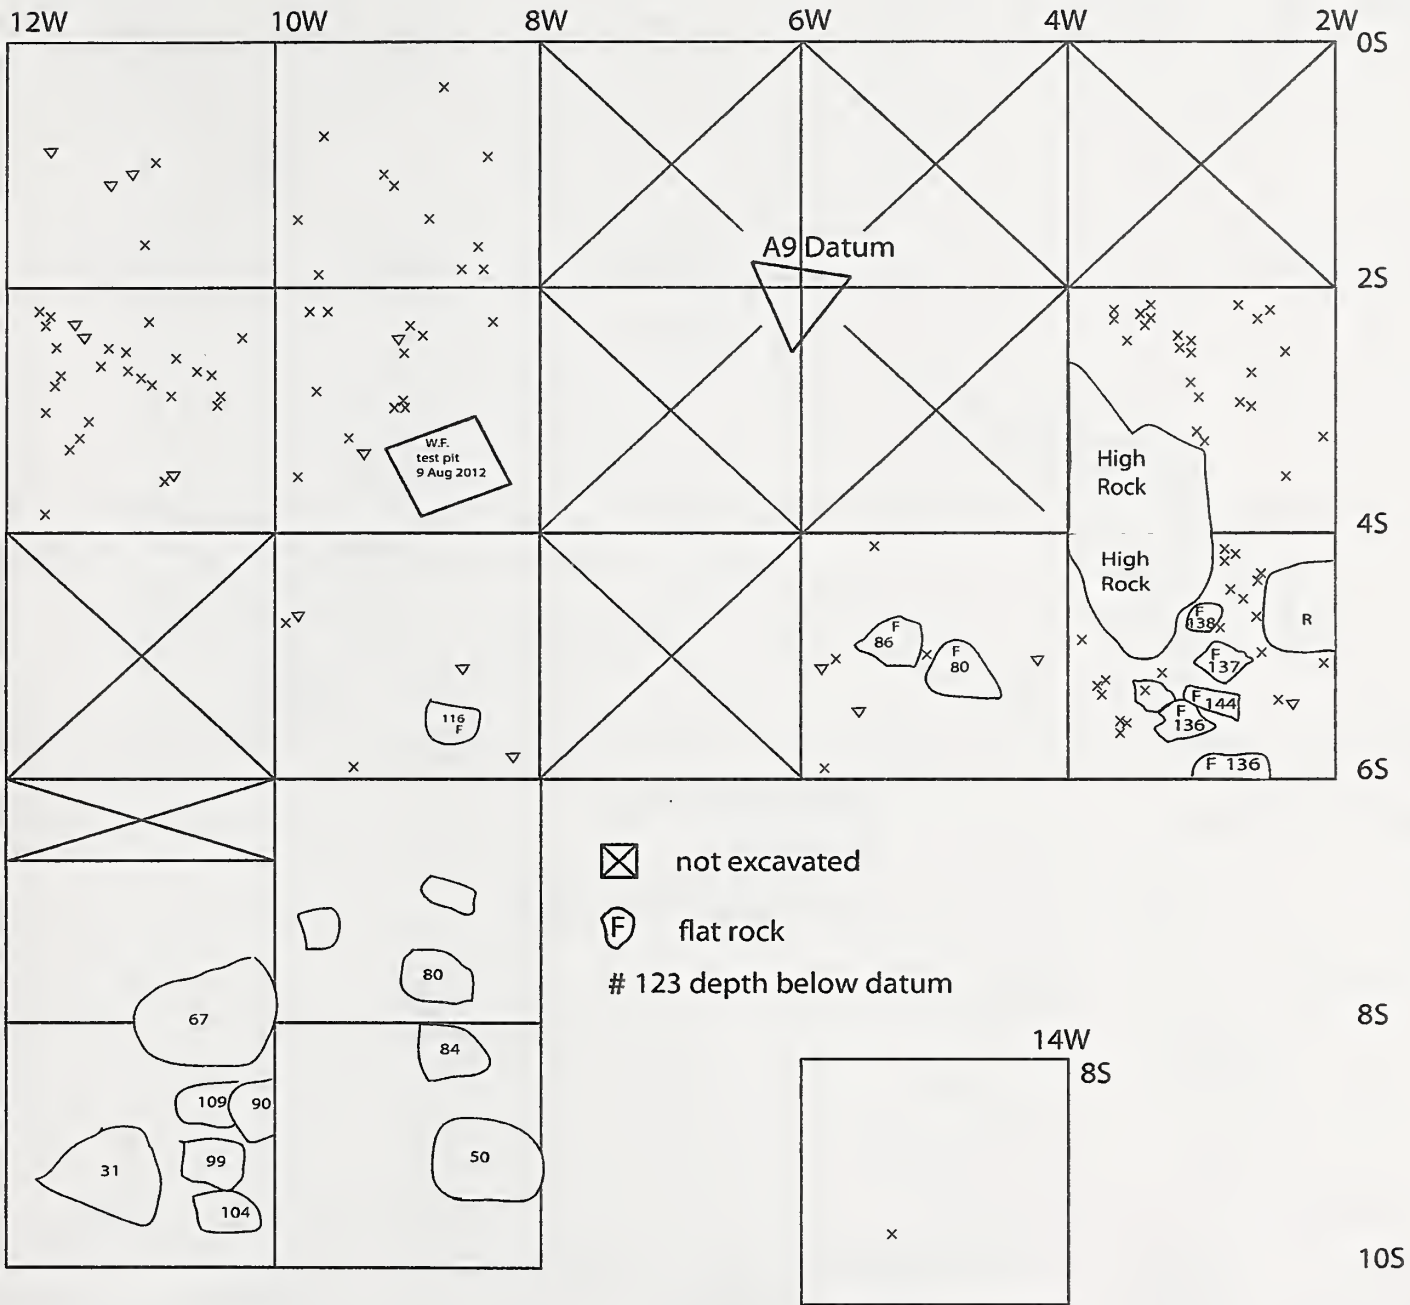 12W 10W 8W 6W 4W 2W
0S
A9 Datum
2S
W.F.
test pit
9 Aug 2012
High
Rock
4S
High
Rock
F
138
R
F
86
F
80
F
137
116
F
F 144
F
136
F 136
6S
not excavated
F flat rock
80
# 123 depth below datum
67
8S
84
14W
8S
109 90
31
99
50
104
10S